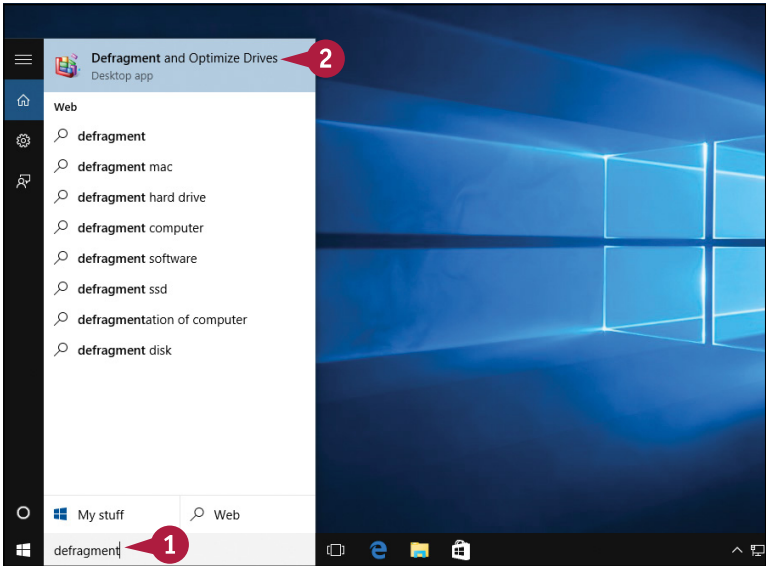 Defragment and Optimize Drives
2
Desktop app
Web
defragment
defragment mac
defragment hard drive
defragment computer
defragment software
defragment ssd
defragmentation of computer
defragment disk
My stuff
Web
defragment
1